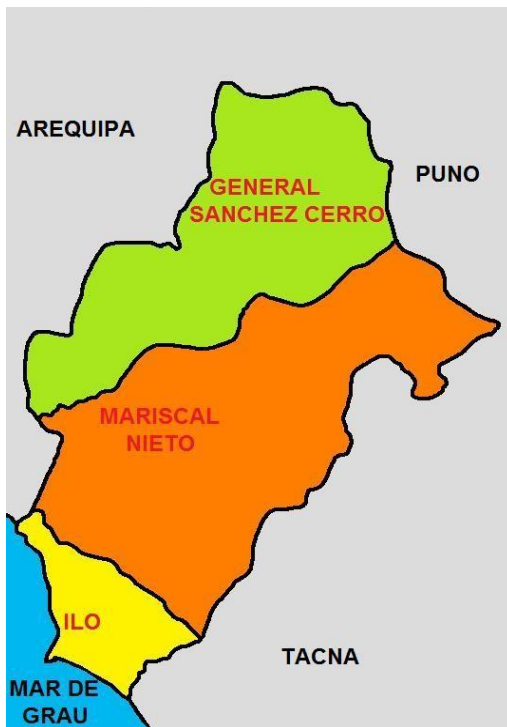 AREQUIPA
PUNO
GENERAL
SANCHEZ CERRO
MARISCAL
NIETO
ILO
TACNA
MAR DE
GRAU